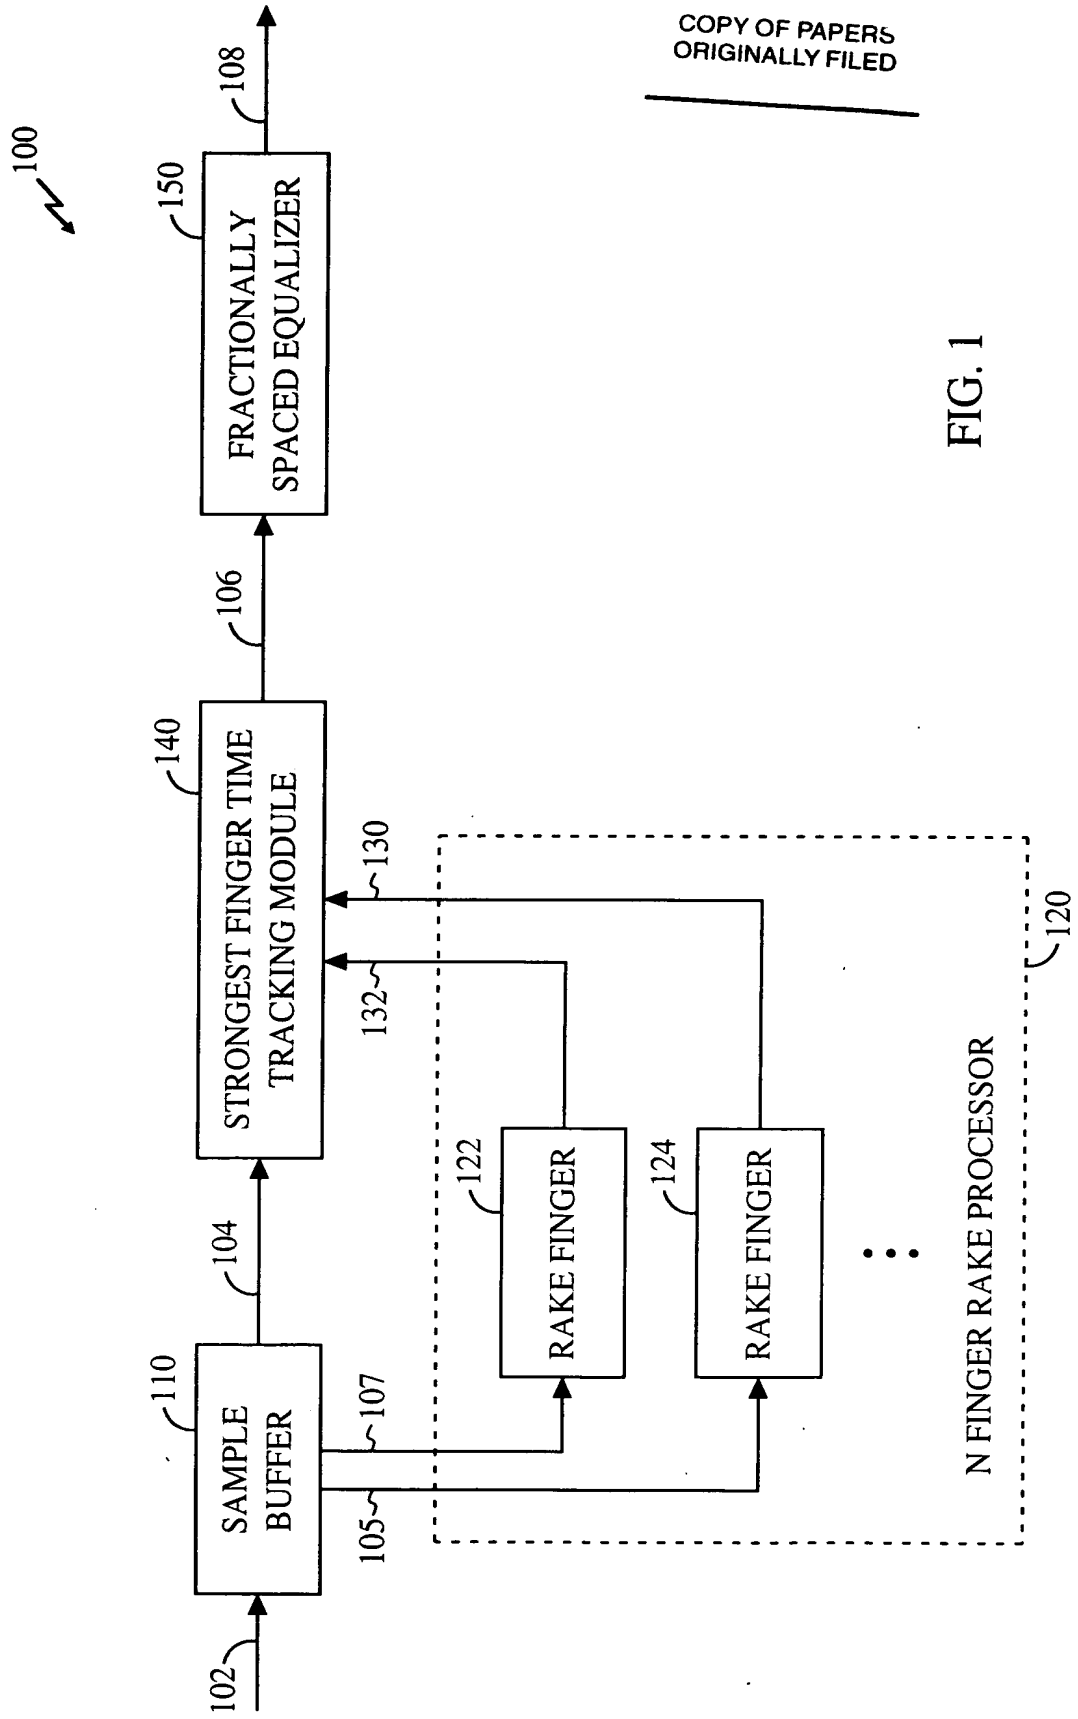 COPY OF PAPERS
ORIGINALLY FILED
100
102
110
SAMPLE
BUFFER
104
140
STRONGEST FINGER TIME
TRACKING MODULE
106
150
FRACTIONALLY
SPACED EQUALIZER
108
105
107
132
130
122
RAKE FINGER
124
RAKE FINGER
N FINGER RAKE PROCESSOR
120
FIG. 1